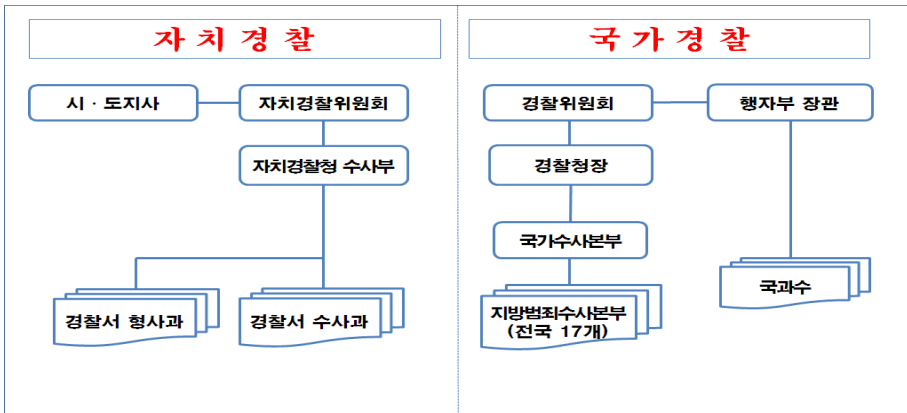 자 치 경 찰
시 · 도지사
자치경찰위원회
자치경찰청 수사부
경찰서 형사과
경찰서 수사과
국 가 경 찰
경찰위원회
행자부 장관
경찰청장
국가수사본부
지방범죄수사본부
(전국 17개)
국과수